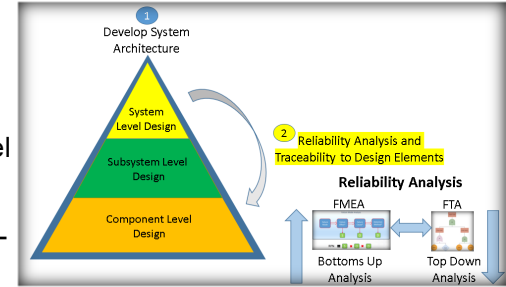 1
Develop System
Architecture
System
Level Design
Subsystem Level
Design
Component Level
Design
2
Reliability Analysis and
Traceability to Design Elements
Reliability Analysis
FMEA
FTA
Bottoms Up
Analysis
Top Down
Analysis
el